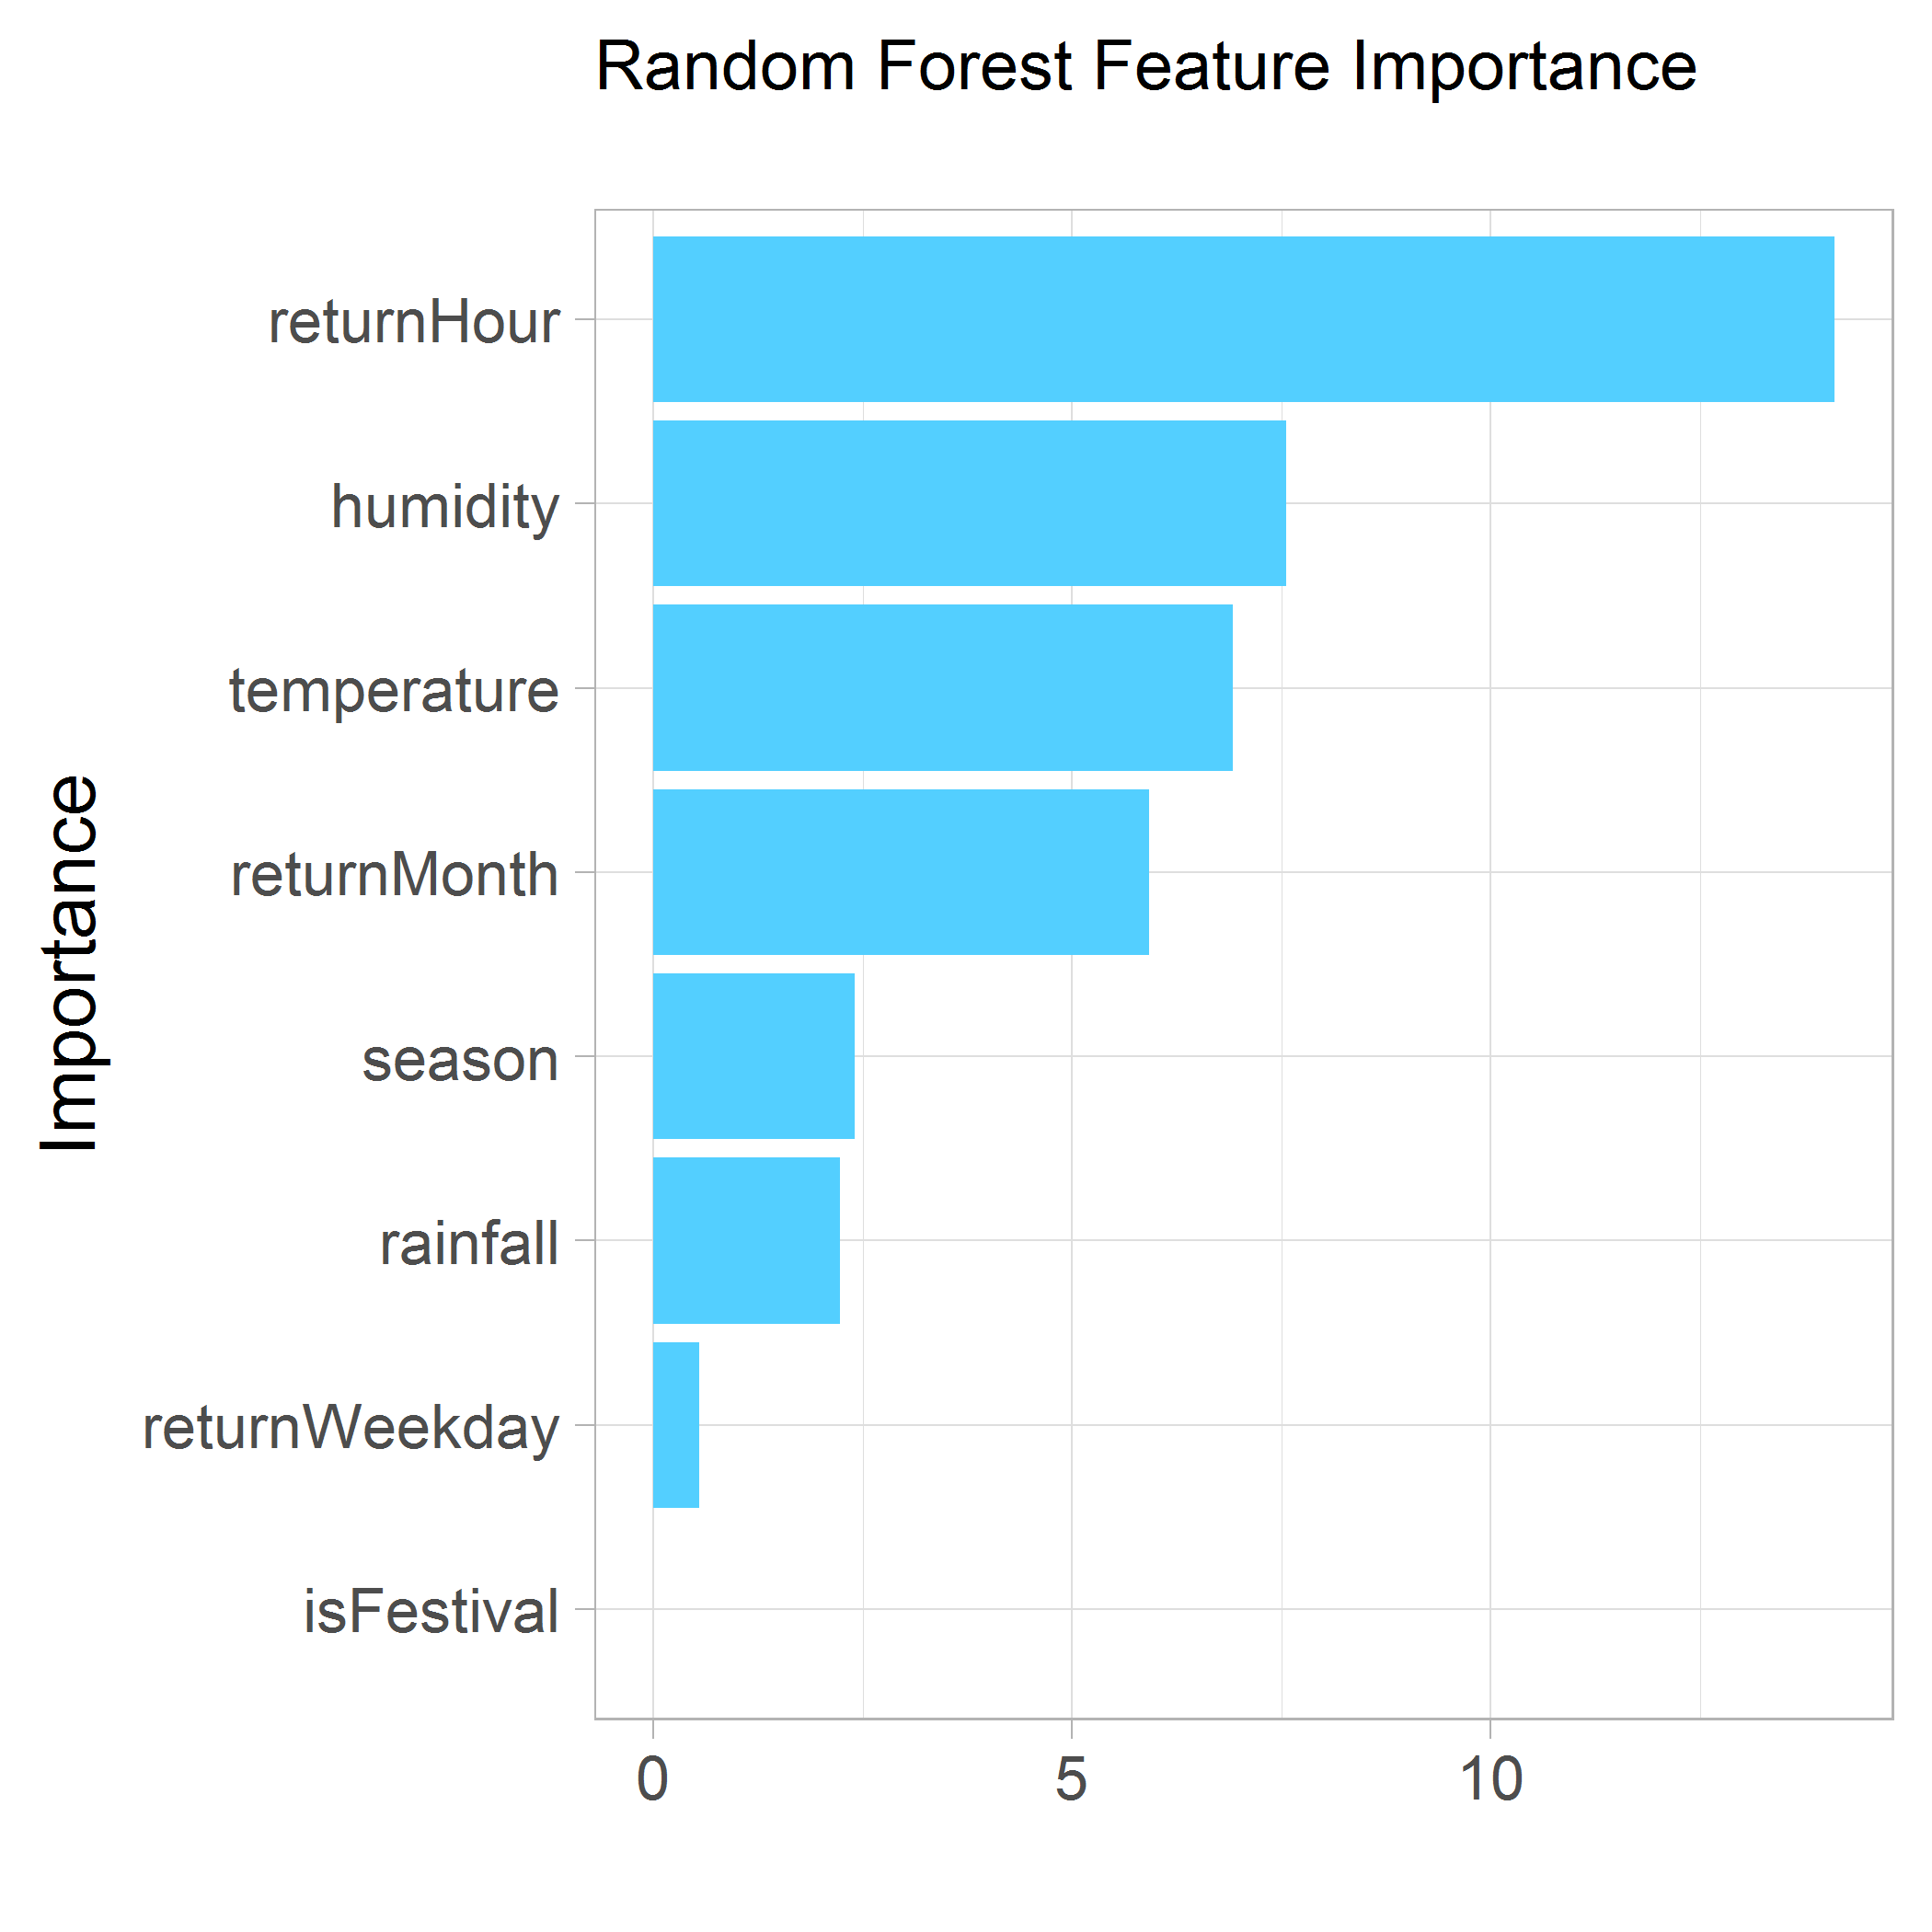 Random Forest Feature Importance
Importance
returnHour
humidity
temperature
returnMonth
season
rainfall
returnWeekday
isFestival
0 5 10